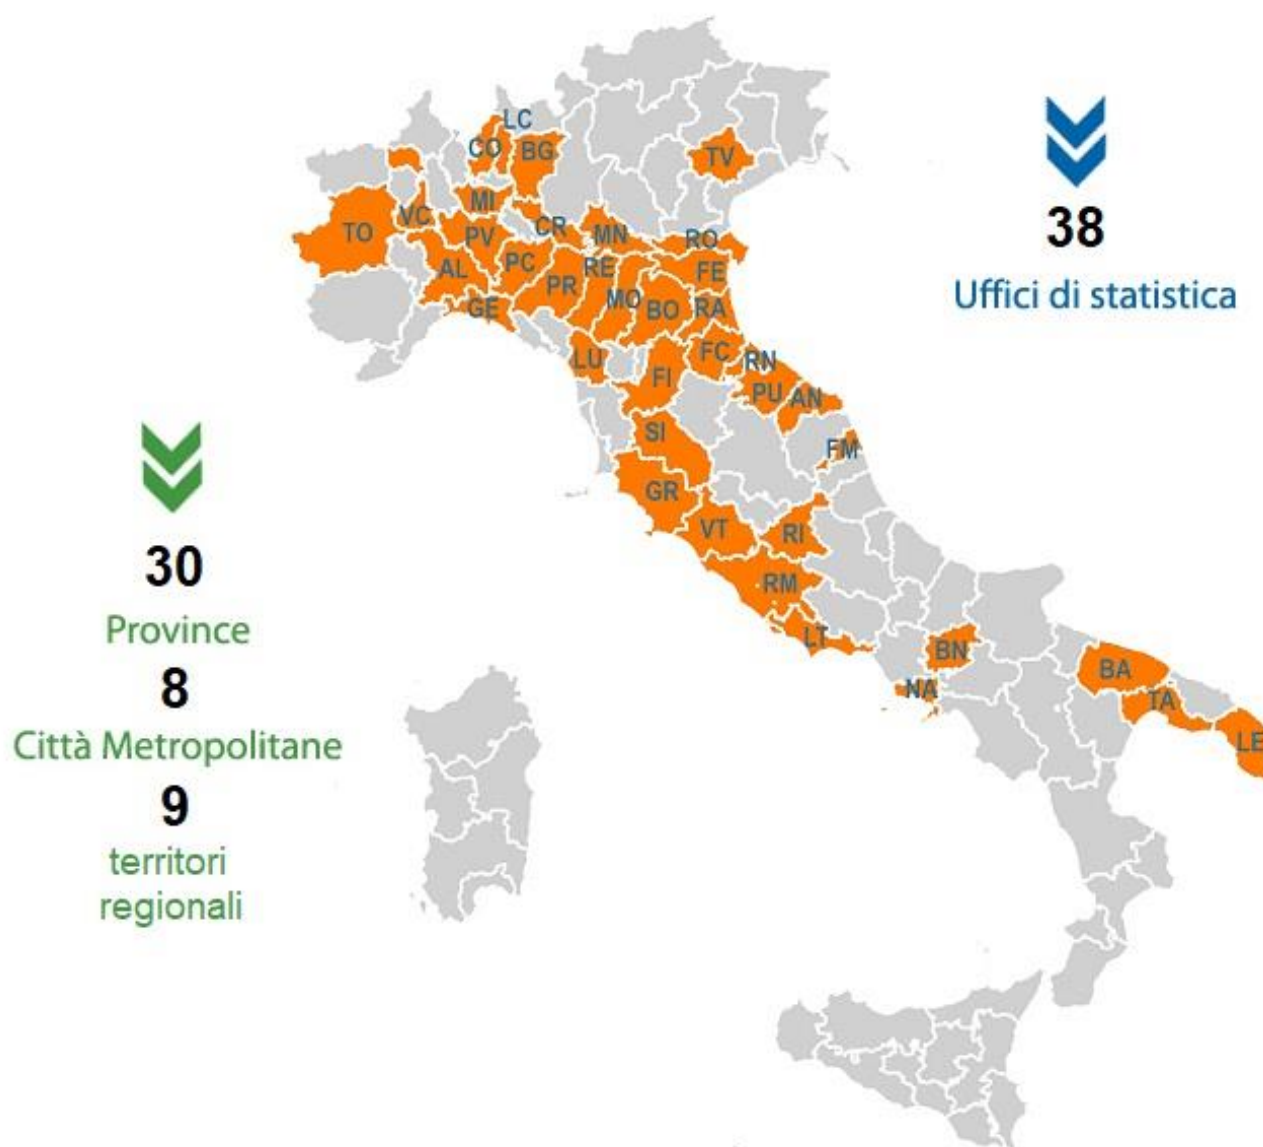 LC
CO
BG
TV
MI
VC
TO
PV
CR
MN
RO
AL
PC
RE
FE
PR
GE
MO
BO
RA
LU
FI
FC
RN
PU
AN
SI
FM
GR
VT
RI
RM
LT
BN
NA
BA
TA
LE
38
Uffici di statistica
30
Province
8
Città Metropolitane
9
territori
regionali